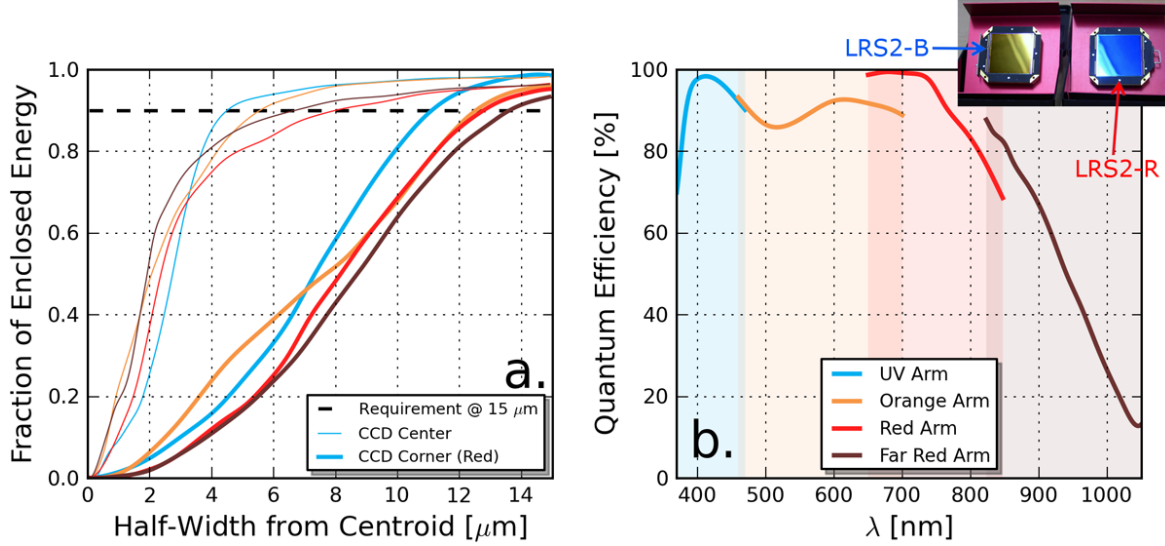 LRS2-B
LRS2-R
Fraction of Enclosed Energy
1.0
0.8
0.6
0.4
0.2
0.0
0 2 4 6 8 10 12 14
Half-Width from Centroid [μm]
a.
Requirement @ 15 μm
CCD Center
CCD Corner (Red)
Quantum Efficiency [%]
100
80
60
40
20
0
400 500 600 700 800 900 1000
λ [nm]
b.
UV Arm
Orange Arm
Red Arm
Far Red Arm